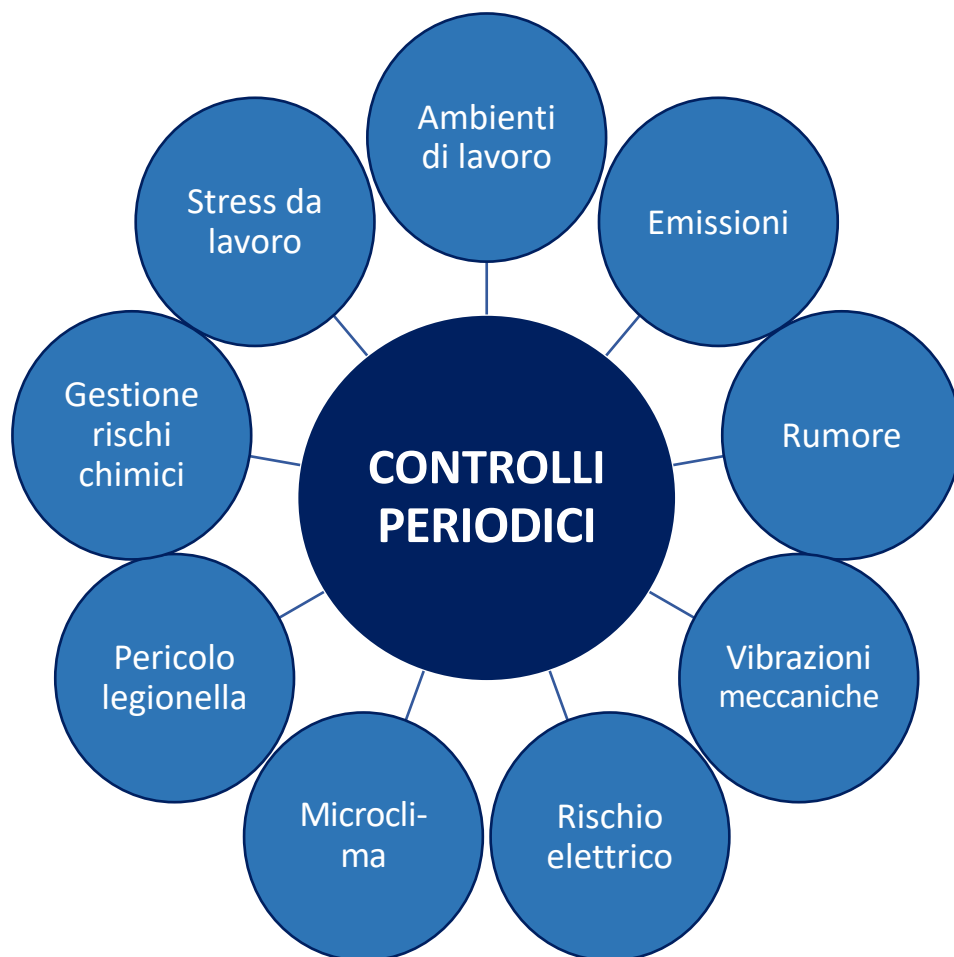 Ambienti
di lavoro
Emissioni
Rumore
Vibrazioni
meccaniche
Rischio
elettrico
Microcli-
ma
Pericolo
legionella
Gestione
rischi
chimici
Stress da
lavoro
CONTROLLI
PERIODICI